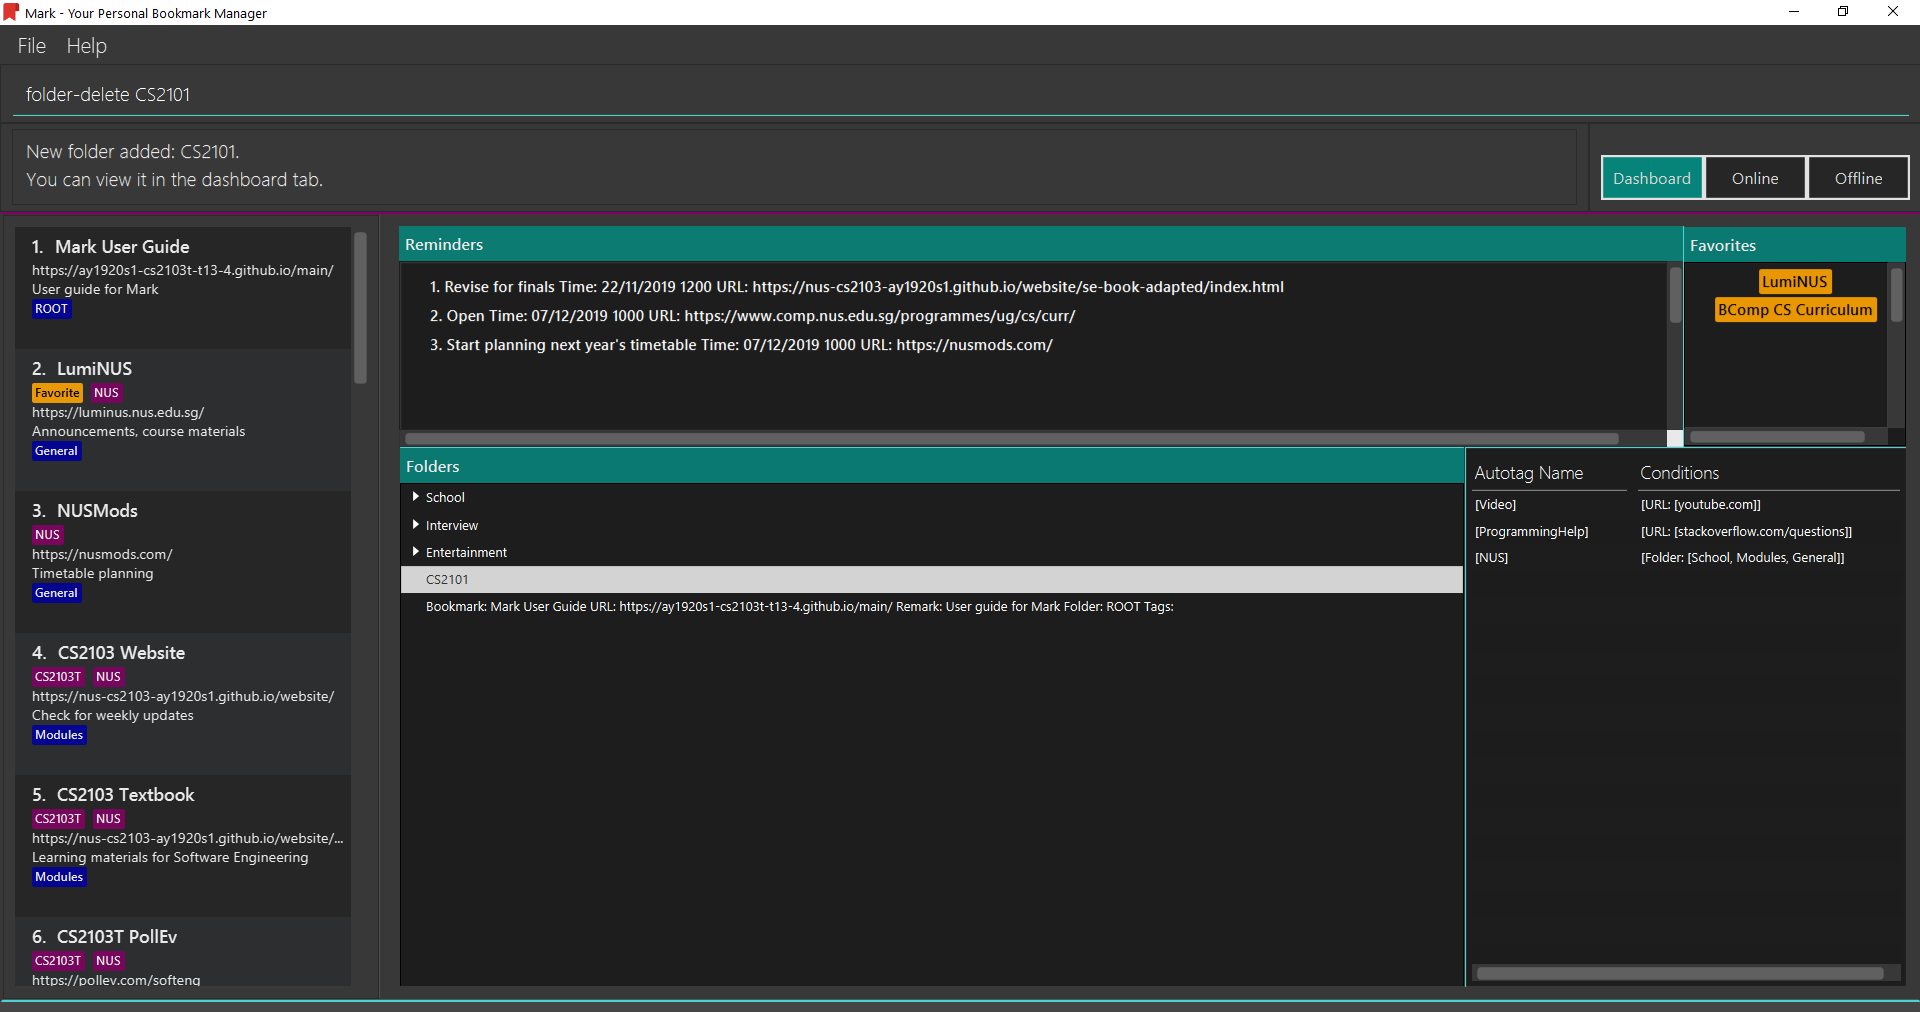 Mark - Your Personal Bookmark Manager
File Help
folder-delete CS2101
New folder added: CS2101.
You can view it in the dashboard tab.
Dashboard Online Offline
1. Mark User Guide
https://ay1920s1-cs2103t-t13-4.github.io/main/
User guide for Mark
ROOT
2. LumiNUS
Favorite NUS
https://luminus.nus.edu.sg/
Announcements, course materials
General
3. NUSMods
NUS
https://nusmods.com/
Timetable planning
General
4. CS2103 Website
CS2103T NUS
https://nus-cs2103-ay1920s1.github.io/website/
Check for weekly updates
Modules
5. CS2103 Textbook
CS2103T NUS
https://nus-cs2103-ay1920s1.github.io/website/...
Learning materials for Software Engineering
Modules
6. CS2103T PollEv
CS2103T NUS
https://pollev.com/softeng
Reminders
1. Revise for finals Time: 22/11/2019 1200 URL: https://nus-cs2103-ay1920s1.github.io/website/se-book-adapted/index.html
2. Open Time: 07/12/2019 1000 URL: https://www.comp.nus.edu.sg/programmes/ug/cs/curr/
3. Start planning next year's timetable Time: 07/12/2019 1000 URL: https://nusmods.com/
Favorites
LumiNUS
BComp CS Curriculum
Folders
School
Interview
Entertainment
CS2101
Bookmark: Mark User Guide URL: https://ay1920s1-cs2103t-t13-4.github.io/main/ Remark: User guide for Mark Folder: ROOT Tags:
Autotag Name Conditions
[Video] [URL: [youtube.com]]
[ProgrammingHelp] [URL: [stackoverflow.com/questions]]
[NUS] [Folder: [School, Modules, General]]